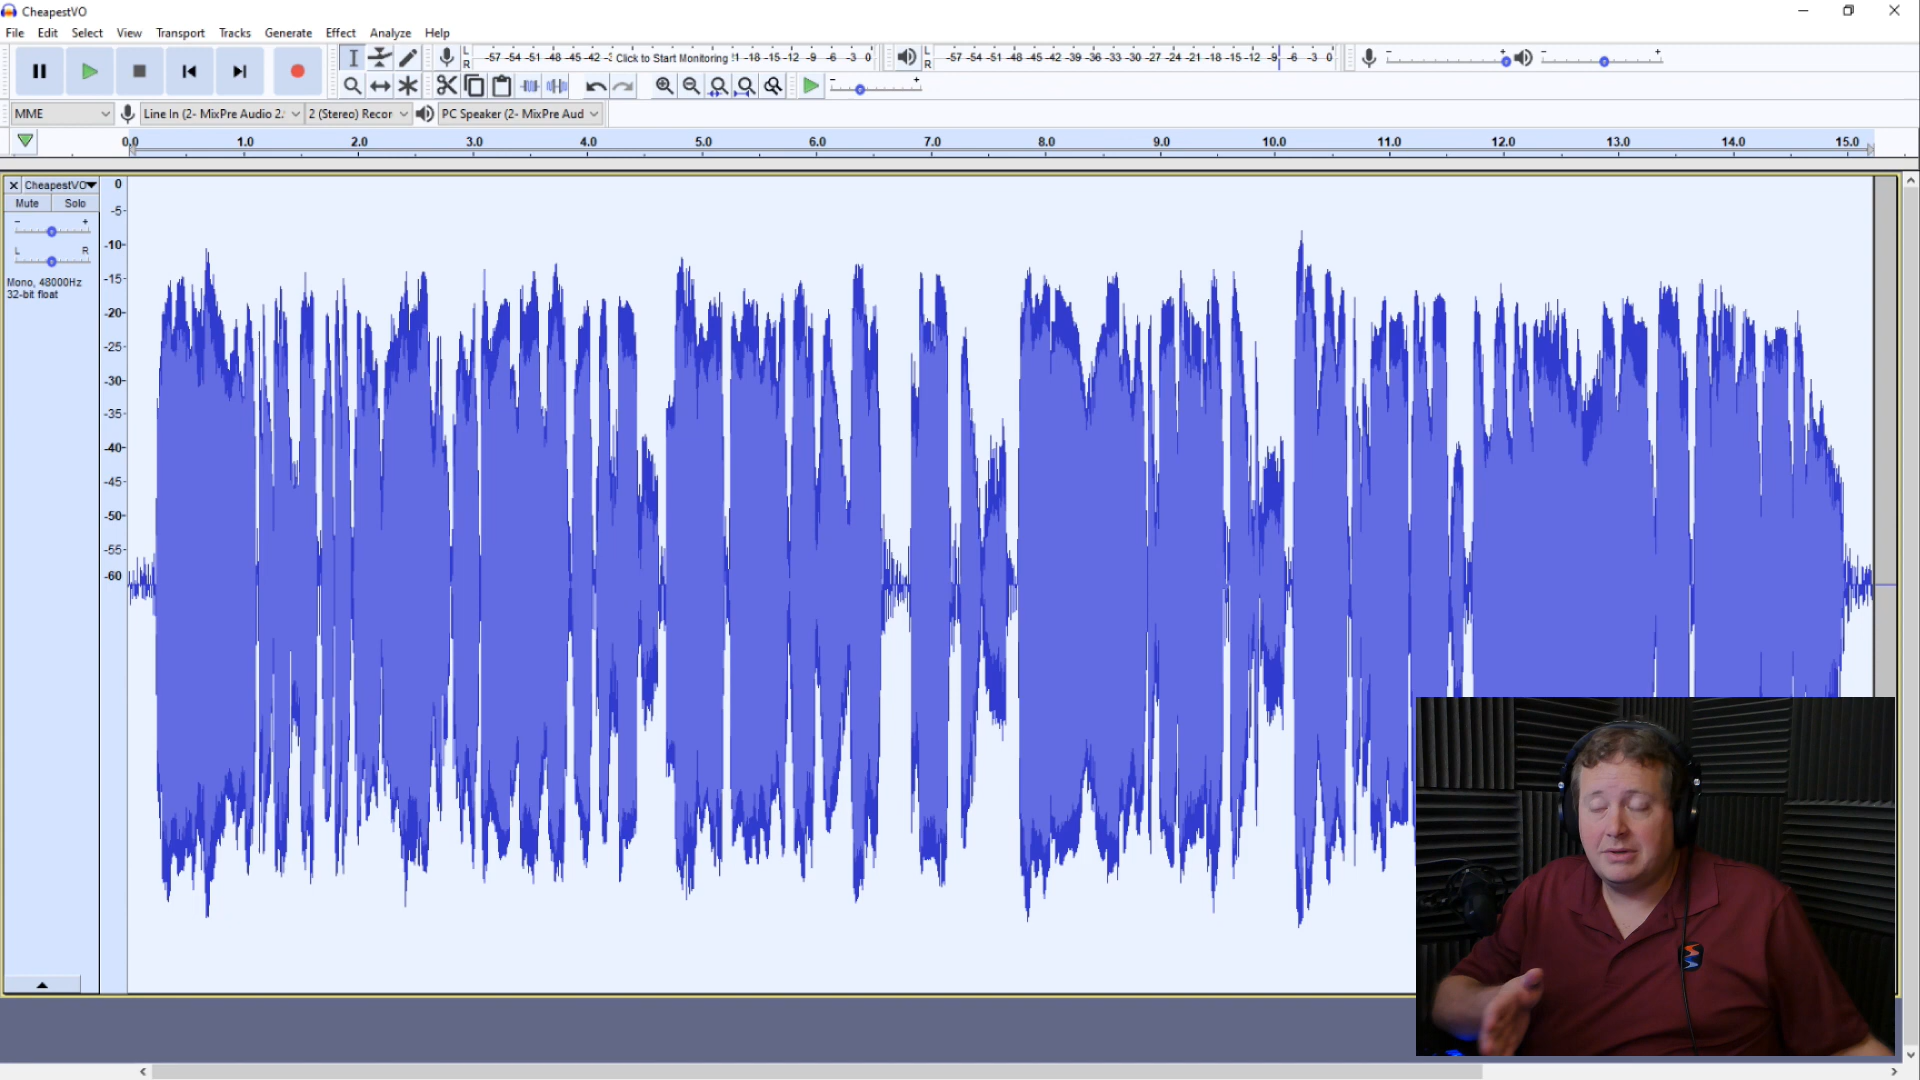 CheapestVO
File Edit Select View Transport Tracks Generate Effect Analyze Help
L -57 -54 -51 -48 -45 -42 -3 Click to Start Monitoring !1 -18 -15 -12 -9 -6 -3 0 L -57 -54 -51 -48 -45 -42 -39 -36 -33 -30 -27 -24 -21 -18 -15 -12 -9 -6 -3 0 - + - +
R R
- +
MME Line In (2- MixPre Audio 2. 2 (Stereo) Recor PC Speaker (2- MixPre Aud
0.0 1.0 2.0 3.0 4.0 5.0 6.0 7.0 8.0 9.0 10.0 11.0 12.0 13.0 14.0 15.0
CheapestVO 0
Mute Solo
-5
- +
-10
L R
-15
Mono, 48000Hz
32-bit float
-20
-25
-30
-35
-40
-45
-50
-55
-60